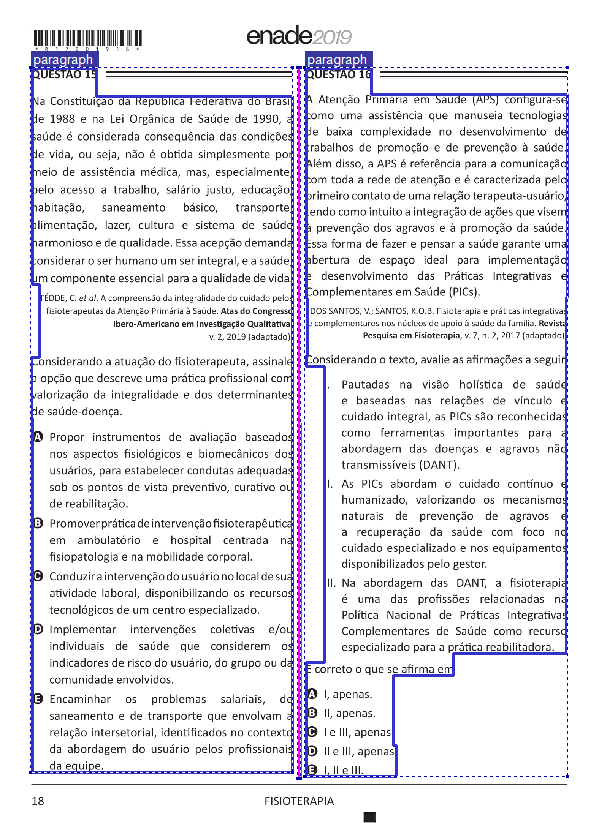 *R17201918*
enade2019
paragraph
QUESTÃO 15
Na Constituição da República Federativa do Brasil
de 1988 e na Lei Orgânica de Saúde de 1990, a
saúde é considerada consequência das condições
de vida, ou seja, não é obtida simplesmente por
meio de assistência médica, mas, especialmente,
pelo acesso a trabalho, salário justo, educação,
habitação, saneamento básico, transporte,
alimentação, lazer, cultura e sistema de saúde
harmonioso e de qualidade. Essa acepção demanda
considerar o ser humano um ser integral, e a saúde,
um componente essencial para a qualidade de vida.
TÉDDE, C. et al. A compreensão da integralidade do cuidado pelos
fisioterapeutas da Atenção Primária à Saúde. Atas do Congresso
Ibero-Americano em Investigação Qualitativa,
v. 2, 2019 (adaptado).
Considerando a atuação do fisioterapeuta, assinale
a opção que descreve uma prática profissional com
valorização da integralidade e dos determinantes
de saúde-doença.
A Propor instrumentos de avaliação baseados
nos aspectos fisiológicos e biomecânicos dos
usuários, para estabelecer condutas adequadas
sob os pontos de vista preventivo, curativo ou
de reabilitação.
B Promover prática de intervenção fisioterapêutica
em ambulatório e hospital centrada na
fisiopatologia e na mobilidade corporal.
C Conduzir a intervenção do usuário no local de sua
atividade laboral, disponibilizando os recursos
tecnológicos de um centro especializado.
D Implementar intervenções coletivas e/ou
individuais de saúde que considerem os
indicadores de risco do usuário, do grupo ou da
comunidade envolvidos.
E Encaminhar os problemas salariais, de
saneamento e de transporte que envolvam a
relação intersetorial, identificados no contexto
da abordagem do usuário pelos profissionais
da equipe.
paragraph
QUESTÃO 16
A Atenção Primária em Saúde (APS) configura-se
como uma assistência que manuseia tecnologias
de baixa complexidade no desenvolvimento de
trabalhos de promoção e de prevenção à saúde.
Além disso, a APS é referência para a comunicação
com toda a rede de atenção e é caracterizada pelo
primeiro contato de uma relação terapeuta-usuário,
tendo como intuito a integração de ações que visem
à prevenção dos agravos e à promoção da saúde.
Essa forma de fazer e pensar a saúde garante uma
abertura de espaço ideal para implementação
e desenvolvimento das Práticas Integrativas e
Complementares em Saúde (PICs).
DOS SANTOS, V.; SANTOS, K.O.B. Fisioterapia e práticas integrativas
e complementares nos núcleos de apoio à saúde da família. Revista
Pesquisa em Fisioterapia, v. 7, n. 2, 2017 (adaptado).
Considerando o texto, avalie as afirmações a seguir.
I. Pautadas na visão holística de saúde
e baseadas nas relações de vínculo e
cuidado integral, as PICs são reconhecidas
como ferramentas importantes para a
abordagem das doenças e agravos não
transmissíveis (DANT).
II. As PICs abordam o cuidado contínuo e
humanizado, valorizando os mecanismos
naturais de prevenção de agravos e
a recuperação da saúde com foco no
cuidado especializado e nos equipamentos
disponibilizados pelo gestor.
III. Na abordagem das DANT, a fisioterapia
é uma das profissões relacionadas na
Política Nacional de Práticas Integrativas
Complementares de Saúde como recurso
especializado para a prática reabilitadora.
É correto o que se afirma em
A I, apenas.
B II, apenas.
C I e III, apenas.
D II e III, apenas.
E I, II e III.
18
FISIOTERAPIA